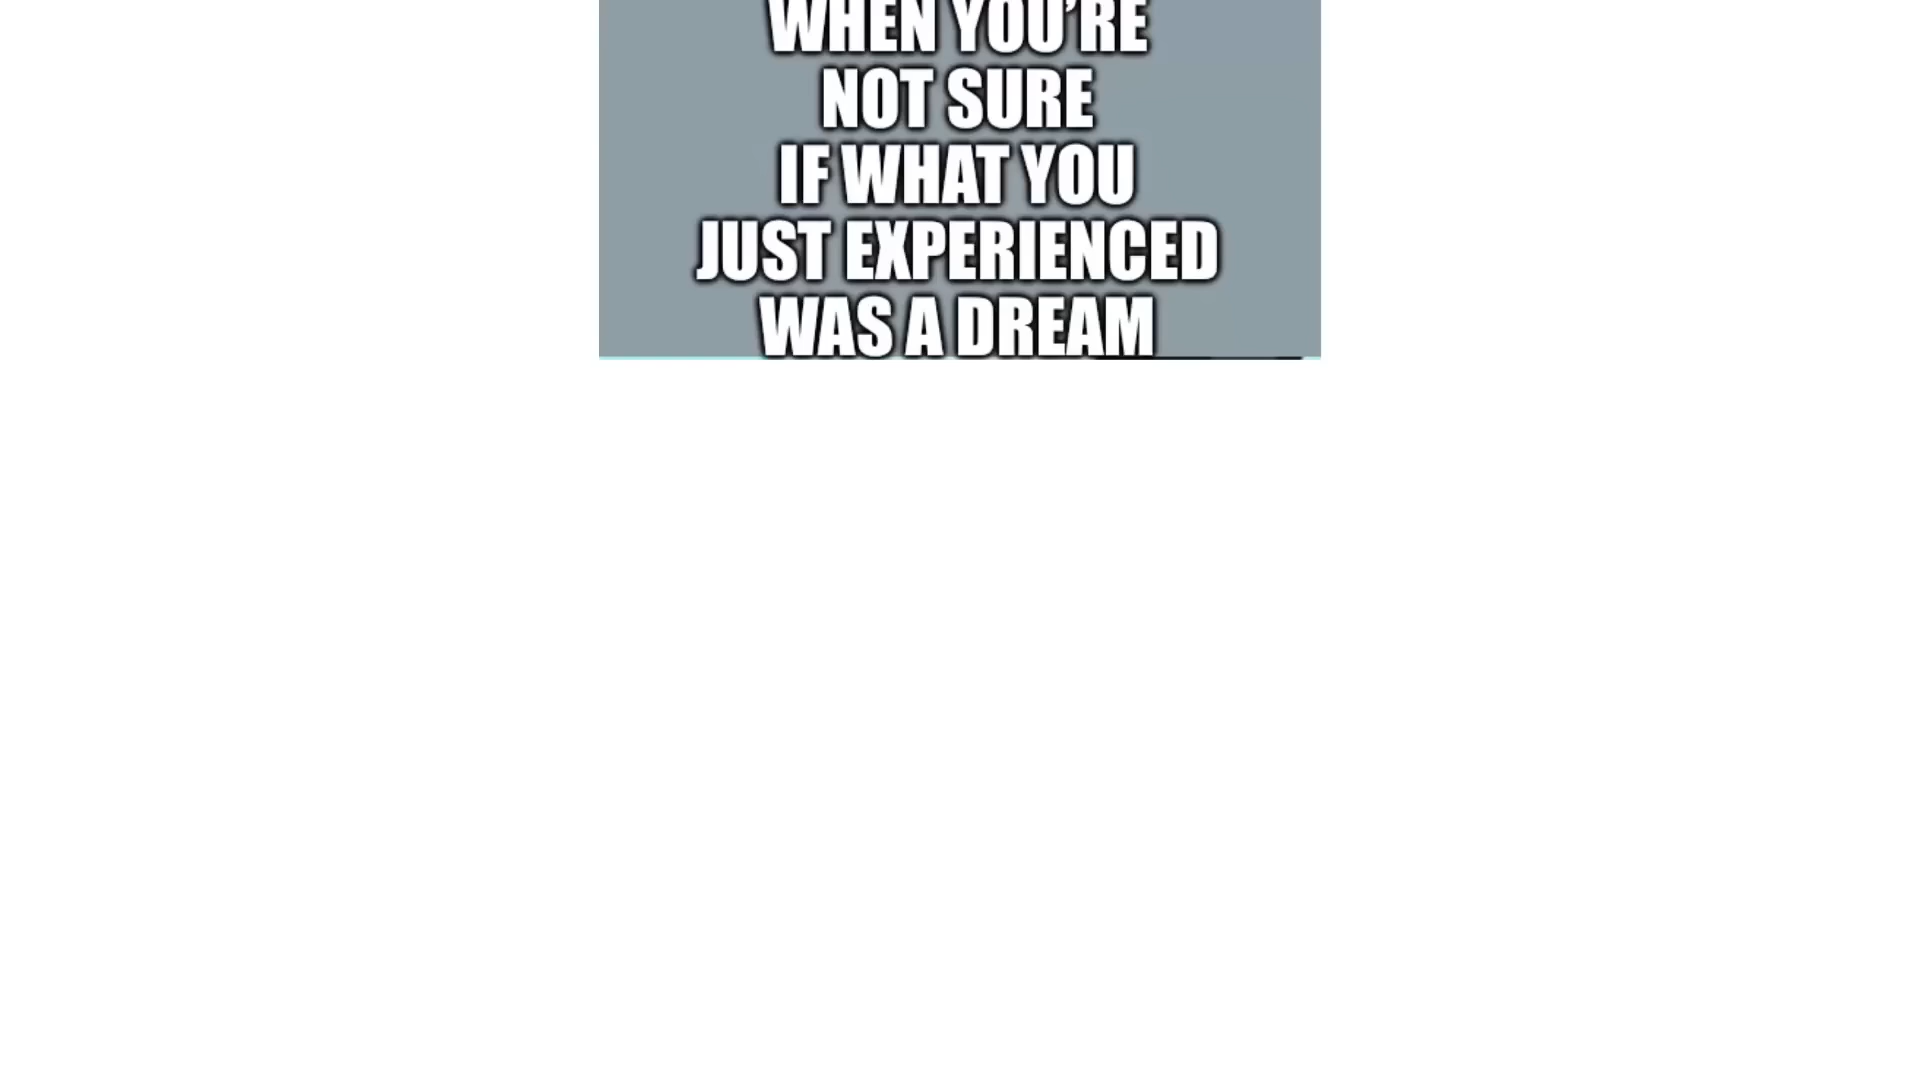 WHEN YOU'RE
NOT SURE
IF WHAT YOU
JUST EXPERIENCED
WAS A DREAM